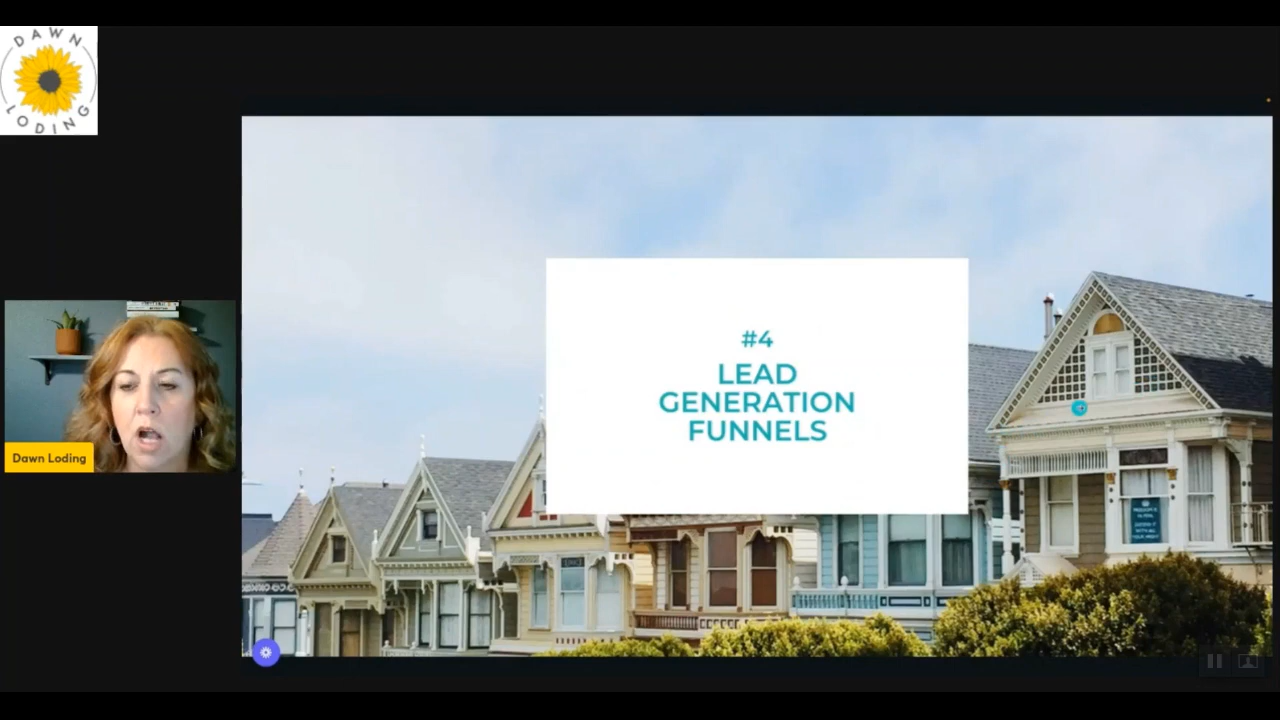 DAWN
LODING
#4
LEAD
GENERATION
FUNNELS
Dawn Loding